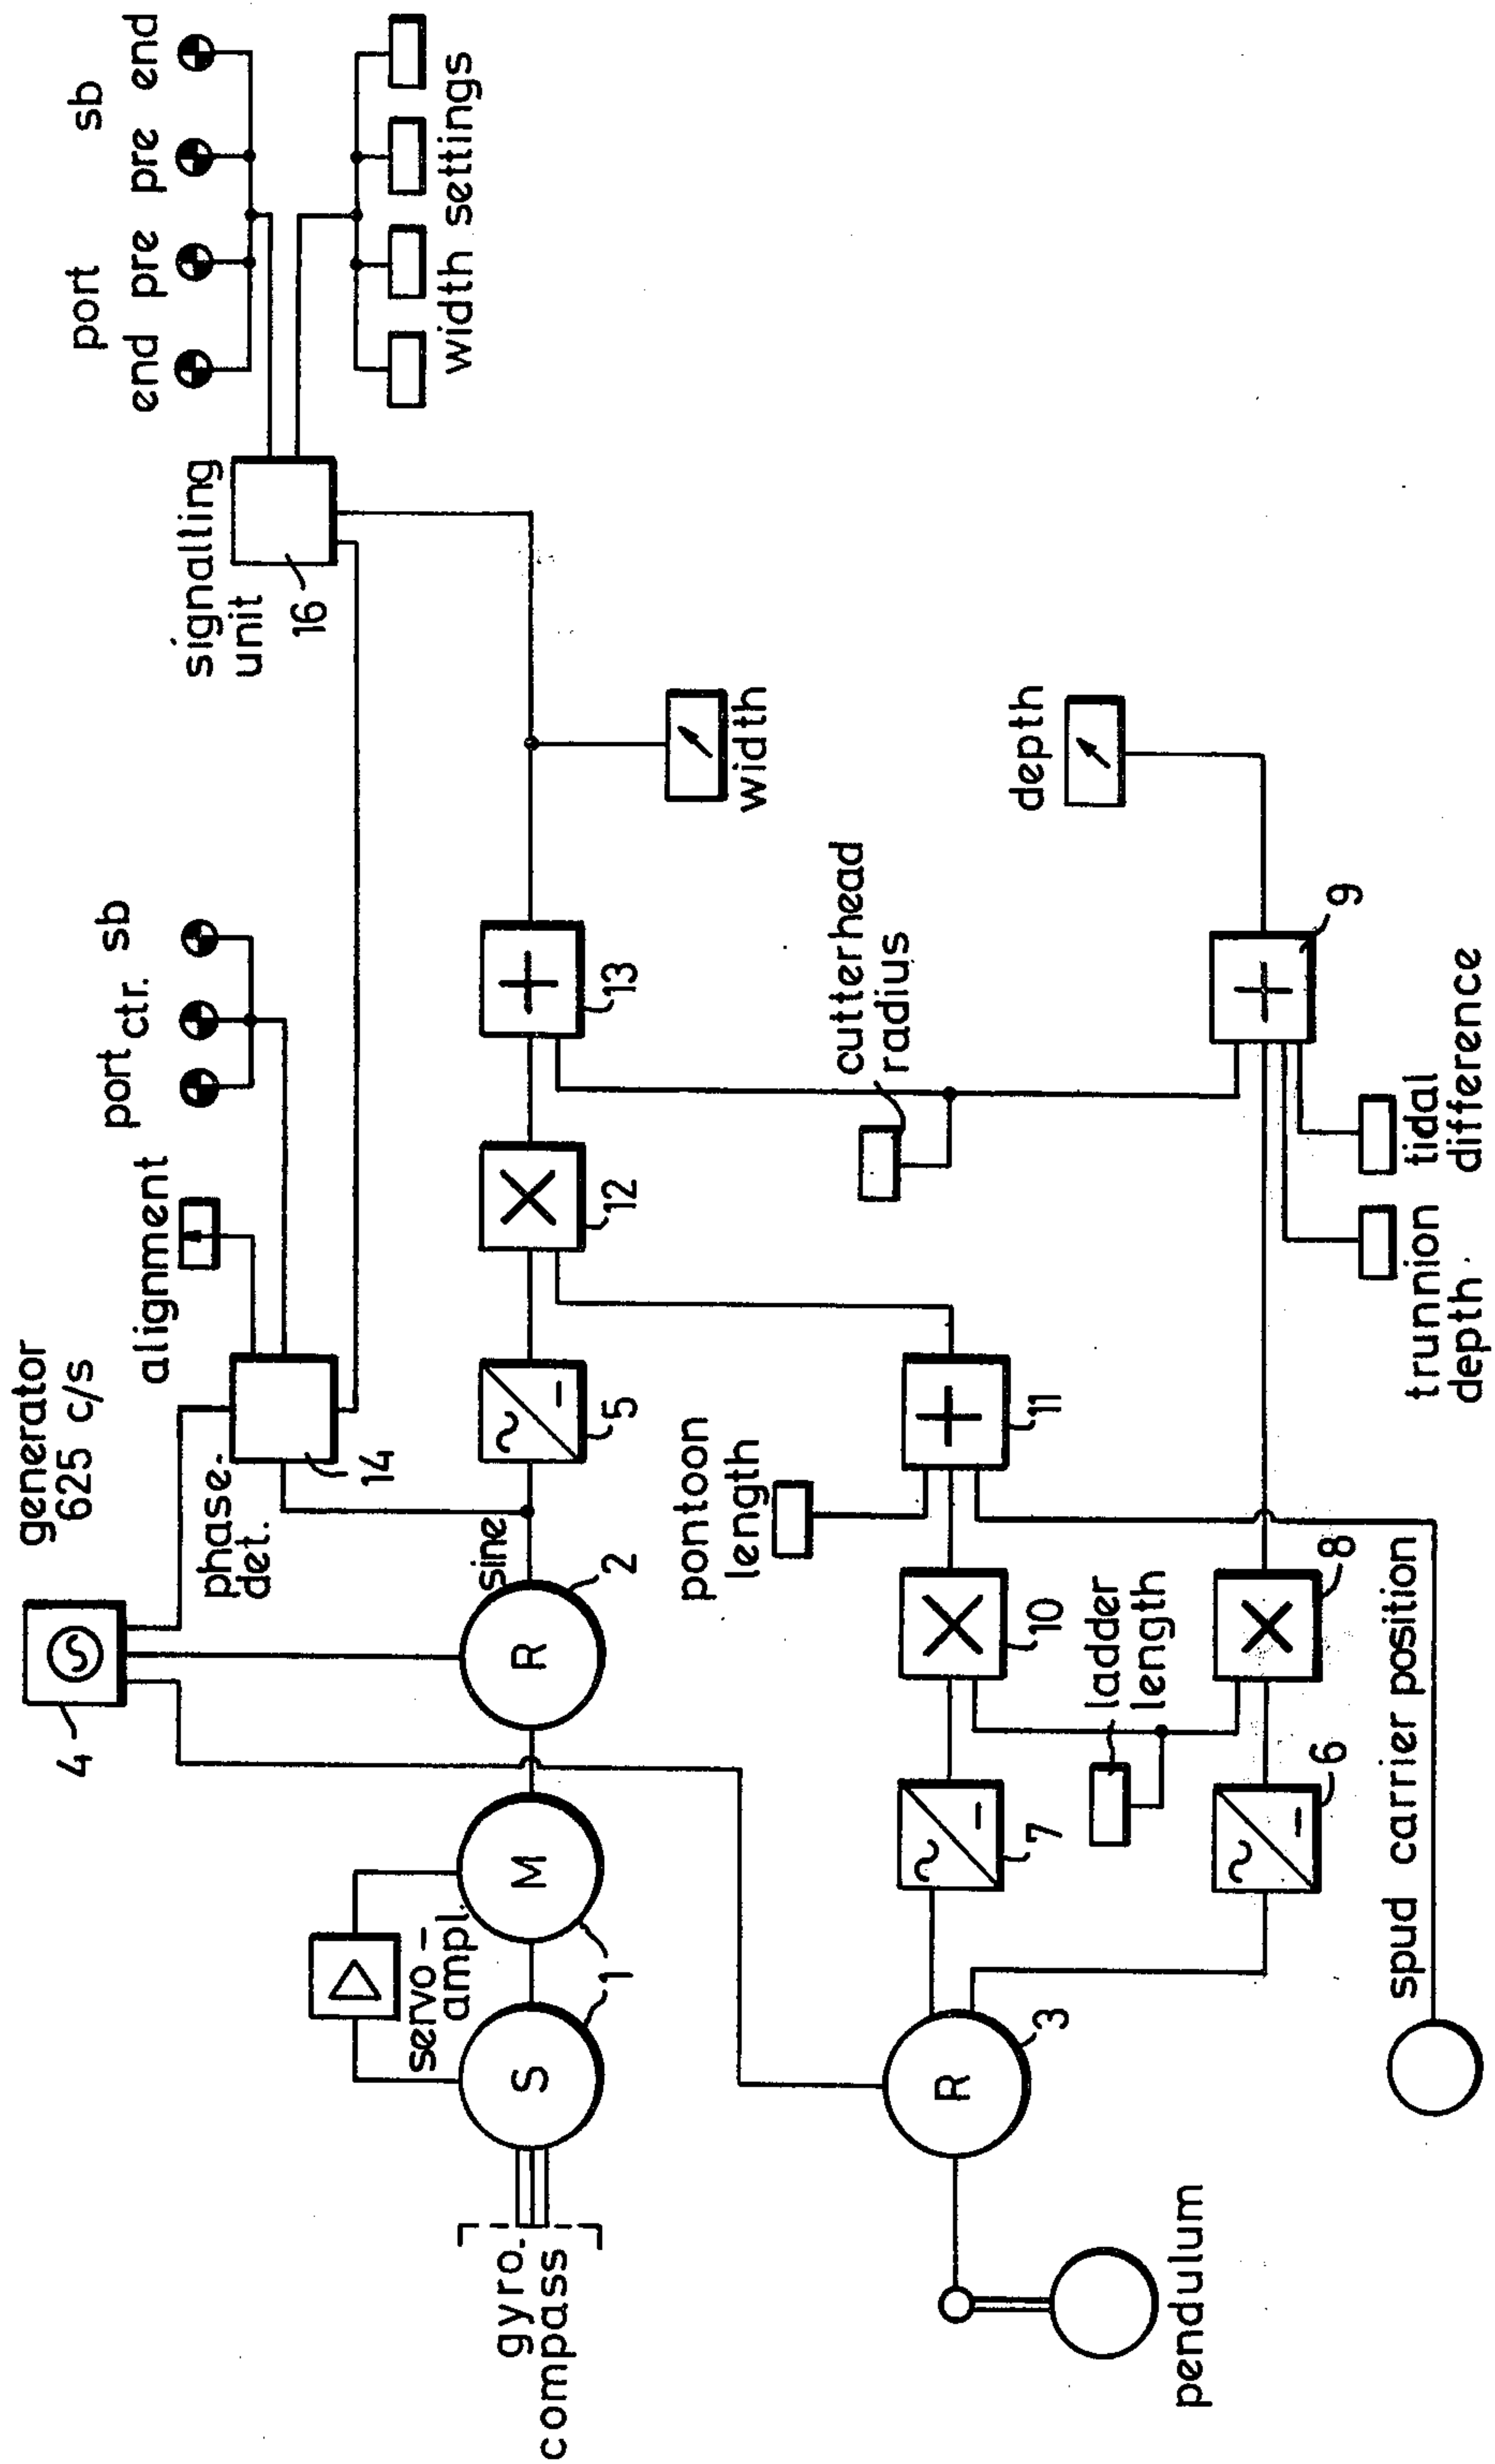 generator
625 c/s
4
phase.
det.
14
alignment
port ctr. sb
signalling
unit
16
port sb
end pre pre end
width settings
gyro.
compass
S
servo-
ampl.
M
1
R
2
sine
~
–
5
12
13
width
pendulum
R
3
~
–
7
10
pontoon
length
11
cutterhead
radius
ladder
length
~
–
6
8
9
depth
trunnion
depth
tidal
difference
spud carrier position